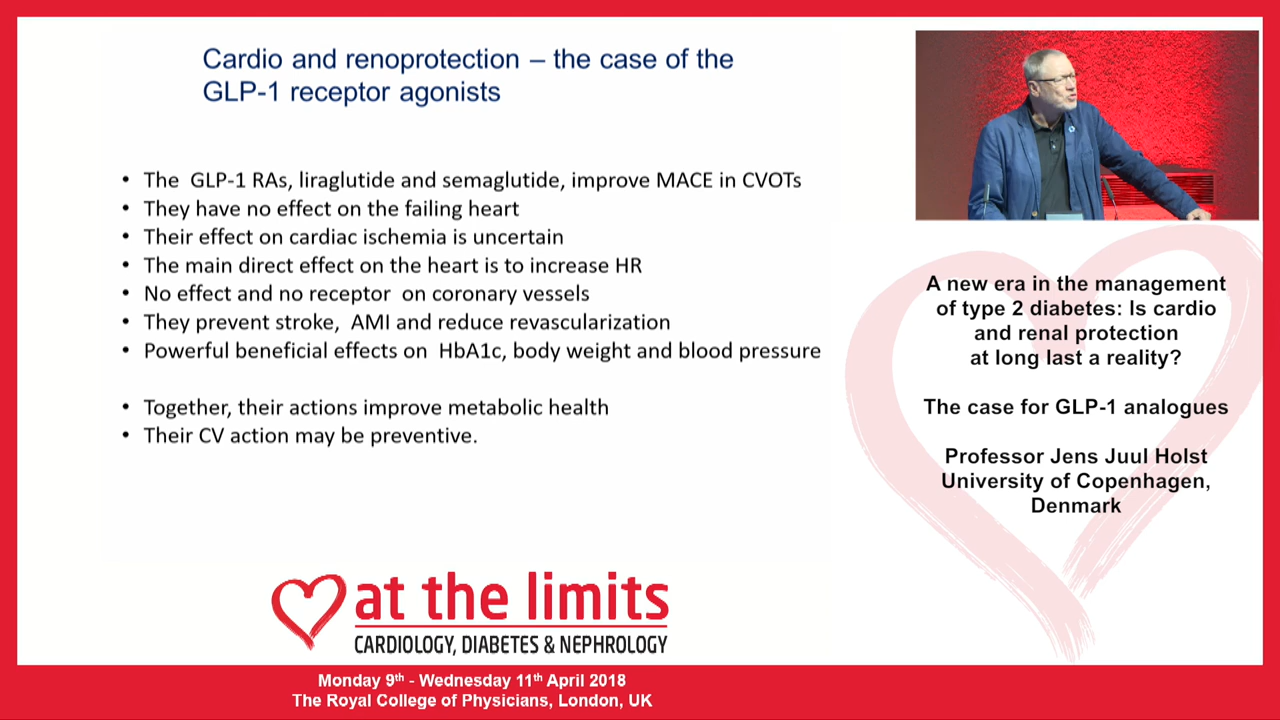 Cardio and renoprotection – the case of the
GLP-1 receptor agonists
• The GLP-1 RAs, liraglutide and semaglutide, improve MACE in CVOTs
• They have no effect on the failing heart
• Their effect on cardiac ischemia is uncertain
• The main direct effect on the heart is to increase HR
• No effect and no receptor on coronary vessels
• They prevent stroke, AMI and reduce revascularization
• Powerful beneficial effects on HbA1c, body weight and blood pressure
• Together, their actions improve metabolic health
• Their CV action may be preventive.
A new era in the management
of type 2 diabetes: Is cardio
and renal protection
at long last a reality?
The case for GLP-1 analogues
Professor Jens Juul Holst
University of Copenhagen,
Denmark
at the limits
CARDIOLOGY, DIABETES & NEPHROLOGY
Monday 9th - Wednesday 11th April 2018
The Royal College of Physicians, London, UK